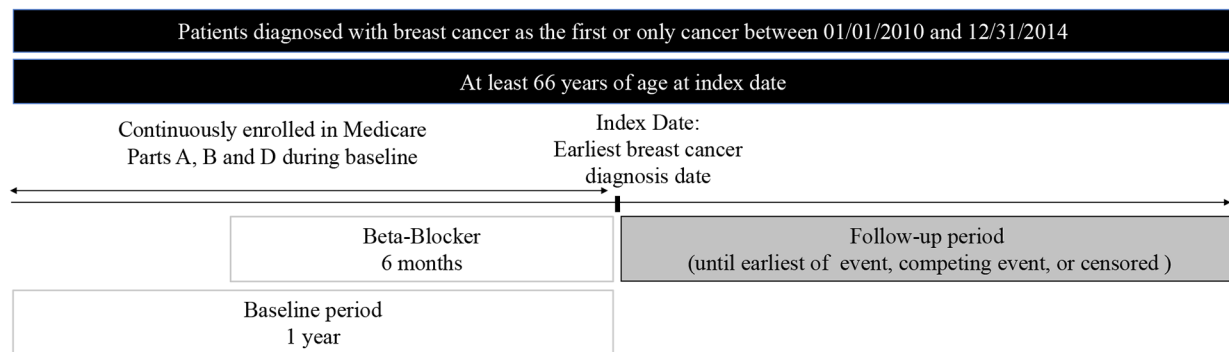 Patients diagnosed with breast cancer as the first or only cancer between 01/01/2010 and 12/31/2014
At least 66 years of age at index date
Continuously enrolled in Medicare
Parts A, B and D during baseline
Index Date:
Earliest breast cancer
diagnosis date
Beta-Blocker
6 months
Follow-up period
(until earliest of event, competing event, or censored )
Baseline period
1 year